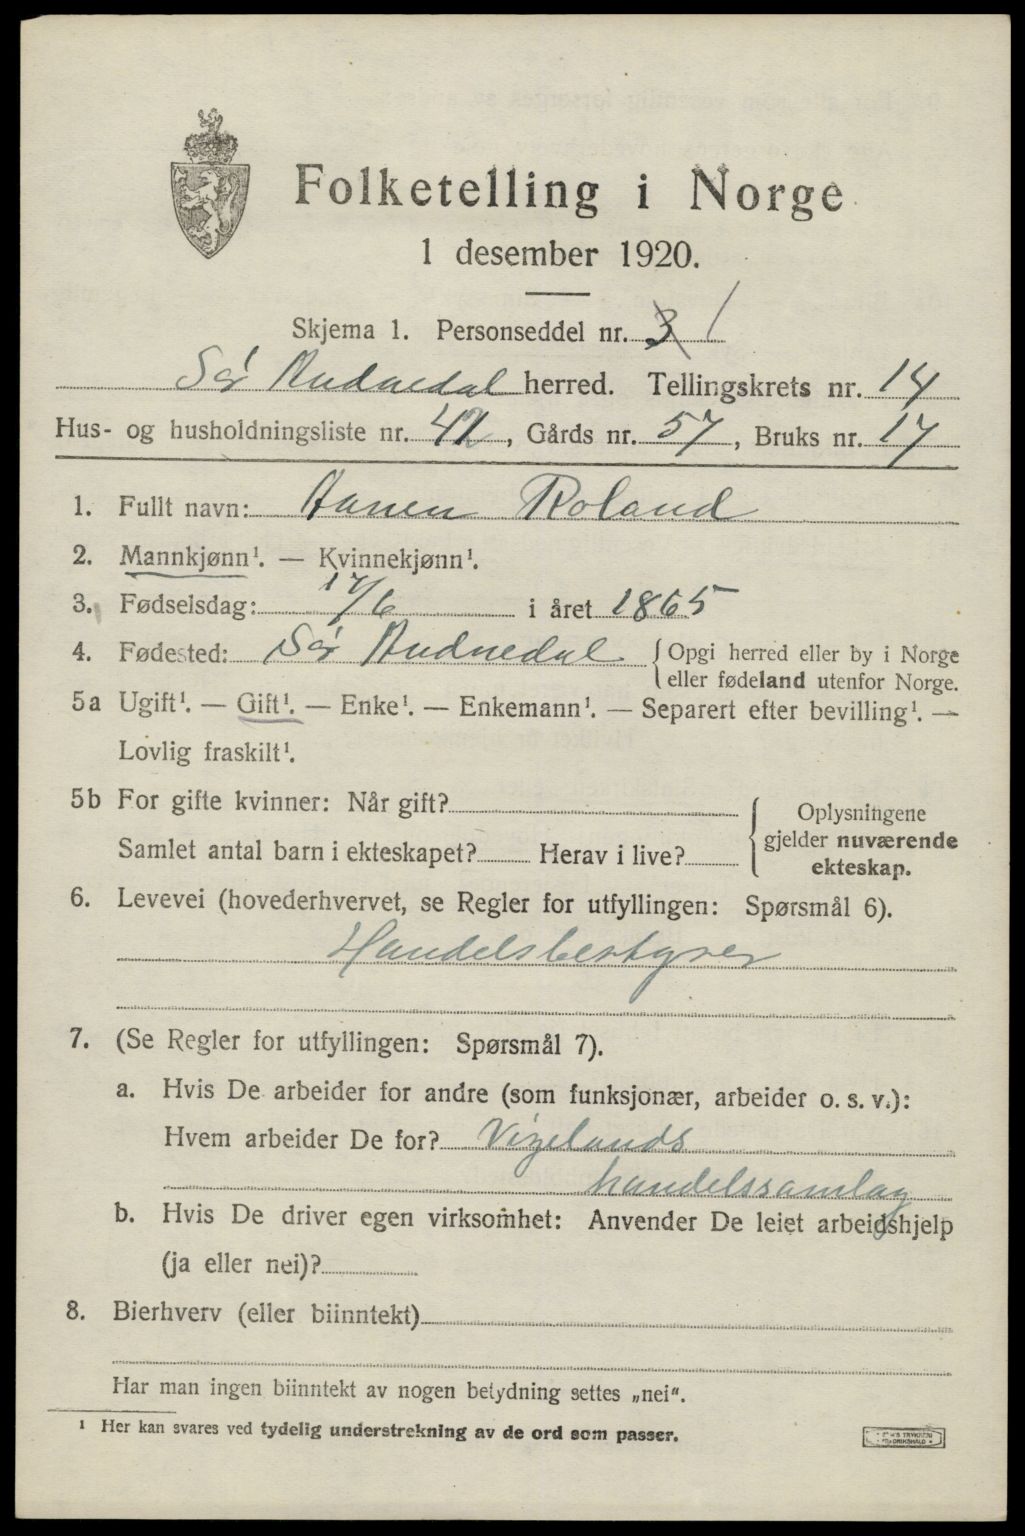 Folketelling i Norge
1 desember 1920.
Skjema 1. Personseddel nr. 3 1
Sør Audnedal herred. Tellingskrets nr. 14
Hus- og husholdningsliste nr. 42, Gårds nr. 57, Bruks nr. 17
1. Fullt navn: Aanen Roland
2. Mannkjønn¹. — Kvinnekjønn¹.
3. Fødselsdag: 17/6 i året 1865
4. Fødested: Sør Audnedal { Opgi herred eller by i Norge
eller fødeland utenfor Norge.
5a Ugift¹. — Gift¹. — Enke¹. — Enkemann¹. — Separert efter bevilling¹. —
Lovlig fraskilt¹.
5b For gifte kvinner: Når gift?
Samlet antal barn i ekteskapet? Herav i live?
Oplysningene
gjelder nuværende
ekteskap.
6. Levevei (hovederhvervet, se Regler for utfyllingen: Spørsmål 6).
Handelsbestyrer
7. (Se Regler for utfyllingen: Spørsmål 7).
a. Hvis De arbeider for andre (som funksjonær, arbeider o. s. v.):
Hvem arbeider De for? Vigelands
handelssamlag
b. Hvis De driver egen virksomhet: Anvender De leiet arbeidshjelp
(ja eller nei)?
8. Bierhverv (eller biinntekt)
Har man ingen biinntekt av nogen betydning settes „nei".
¹ Her kan svares ved tydelig understrekning av de ord som passer.